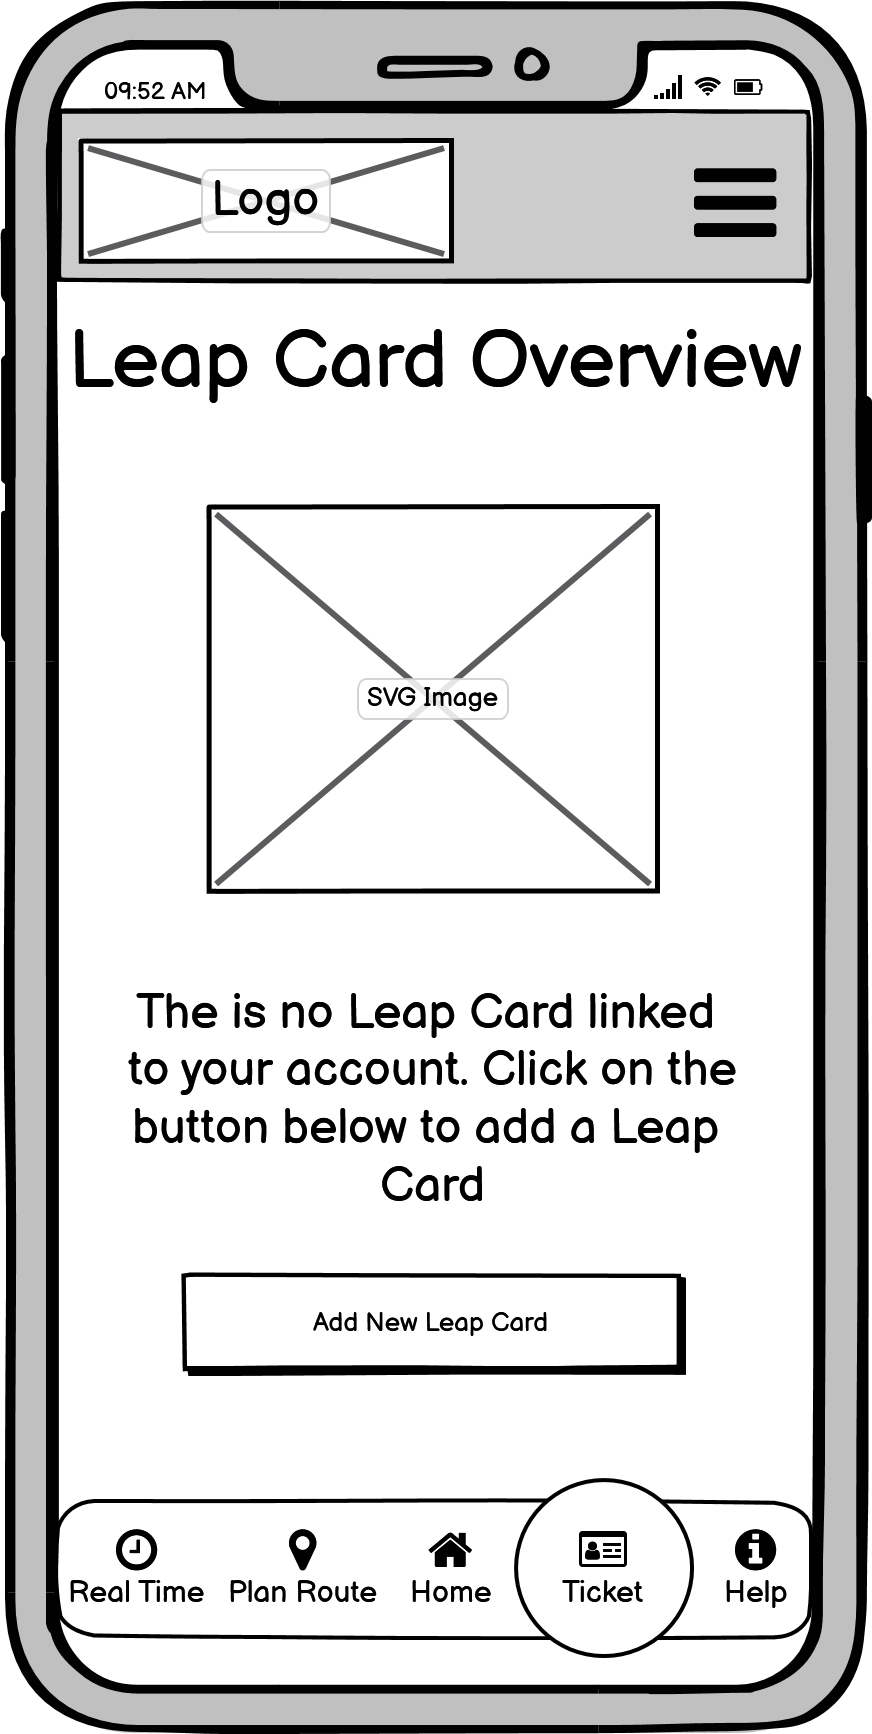 09:52 AM
Logo
Leap Card Overview
SVG Image
The is no Leap Card linked
to your account. Click on the
button below to add a Leap
Card
Add New Leap Card
Real Time Plan Route Home Ticket Help